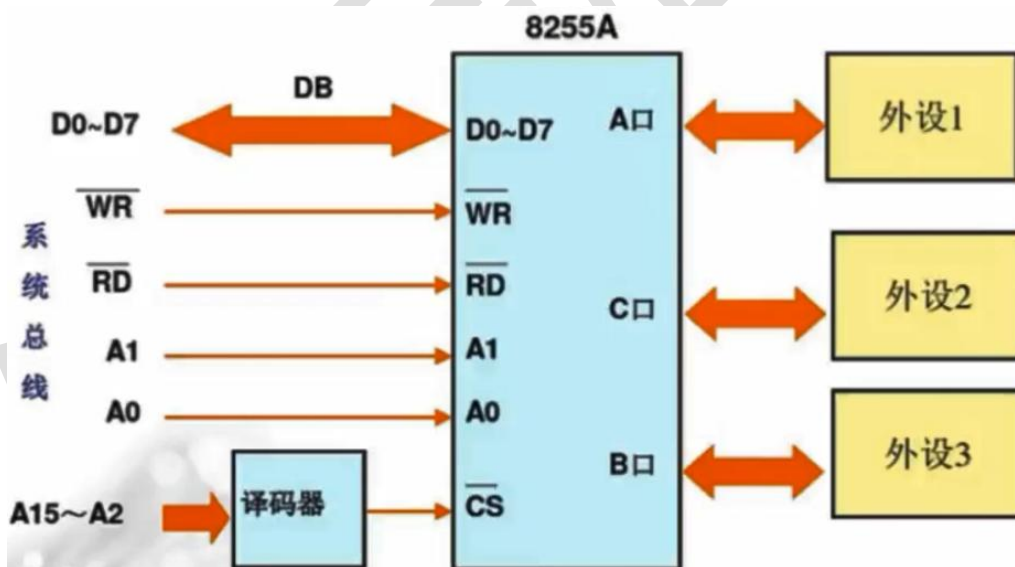 8255A
DB
D0~D7
D0~D7
A口
外设1
WR
WR
系统总线
RD
RD
C口
外设2
A1
A1
A0
A0
B口
外设3
A15～A2
译码器
CS